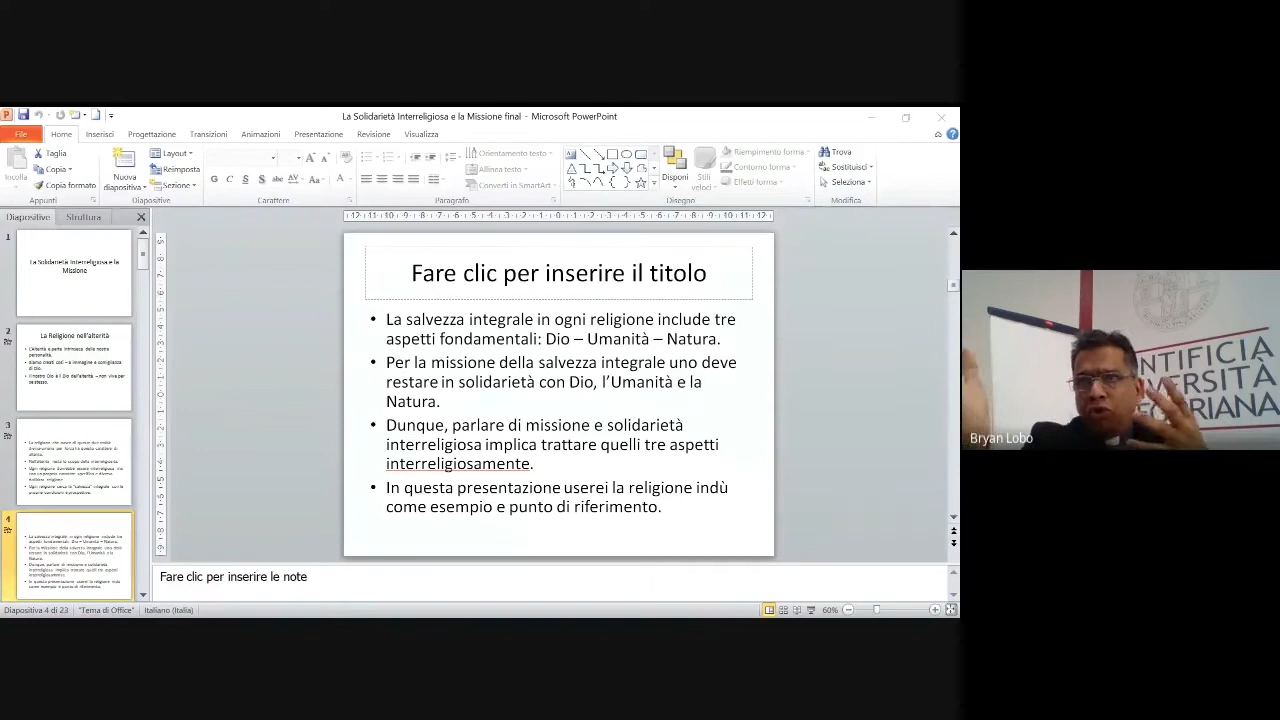 La Solidarietà Interreligiosa e la Missione final - Microsoft PowerPoint
File Home Inserisci Progettazione Transizioni Animazioni Presentazione Revisione Visualizza
Incolla
Taglia
Copia
Copia formato
Appunti
Nuova
diapositiva
Layout
Reimposta
Sezione
Diapositive
Carattere
Orientamento testo
Allinea testo
Converti in SmartArt
Paragrafo
Disponi
Stili
veloci
Riempimento forma
Contorno forma
Effetti forma
Disegno
Trova
Sostituisci
Seleziona
Modifica
Diapositive Struttura
1
La Solidarietà Interreligiosa e la
Missione
2
La Religione nell'alterità
3
4
Fare clic per inserire il titolo
• La salvezza integrale in ogni religione include tre
aspetti fondamentali: Dio – Umanità – Natura.
• Per la missione della salvezza integrale uno deve
restare in solidarietà con Dio, l'Umanità e la
Natura.
• Dunque, parlare di missione e solidarietà
interreligiosa implica trattare quelli tre aspetti
interreligiosamente.
• In questa presentazione userei la religione indù
come esempio e punto di riferimento.
Fare clic per inserire le note
Diapositiva 4 di 23 "Tema di Office" Italiano (Italia) 60%
NTIFICIA
VERSITÀ
GORIANA
Bryan Lobo